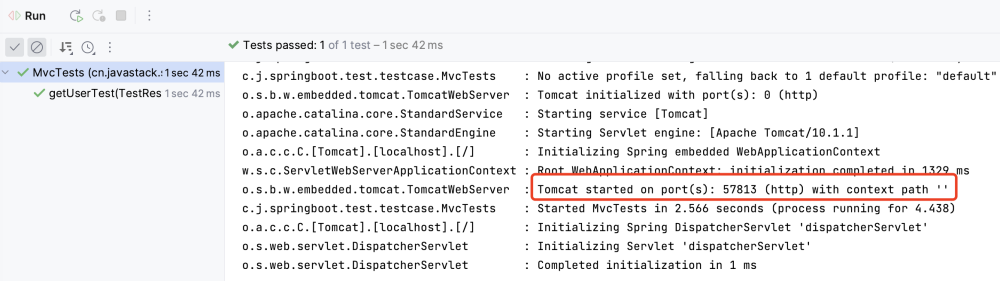 Run
Tests passed: 1 of 1 test – 1 sec 42 ms
MvcTests (cn.javastack.: 1 sec 42 ms
getUserTest(TestRes 1 sec 42 ms
c.j.springboot.test.testcase.MvcTests : No active profile set, falling back to 1 default profile: "default"
o.s.b.w.embedded.tomcat.TomcatWebServer : Tomcat initialized with port(s): 0 (http)
o.apache.catalina.core.StandardService : Starting service [Tomcat]
o.apache.catalina.core.StandardEngine : Starting Servlet engine: [Apache Tomcat/10.1.1]
o.a.c.c.C.[Tomcat].[localhost].[/] : Initializing Spring embedded WebApplicationContext
w.s.c.ServletWebServerApplicationContext : Root WebApplicationContext: initialization completed in 1329 ms
o.s.b.w.embedded.tomcat.TomcatWebServer : Tomcat started on port(s): 57813 (http) with context path ''
c.j.springboot.test.testcase.MvcTests : Started MvcTests in 2.566 seconds (process running for 4.438)
o.a.c.c.C.[Tomcat].[localhost].[/] : Initializing Spring DispatcherServlet 'dispatcherServlet'
o.s.web.servlet.DispatcherServlet : Initializing Servlet 'dispatcherServlet'
o.s.web.servlet.DispatcherServlet : Completed initialization in 1 ms